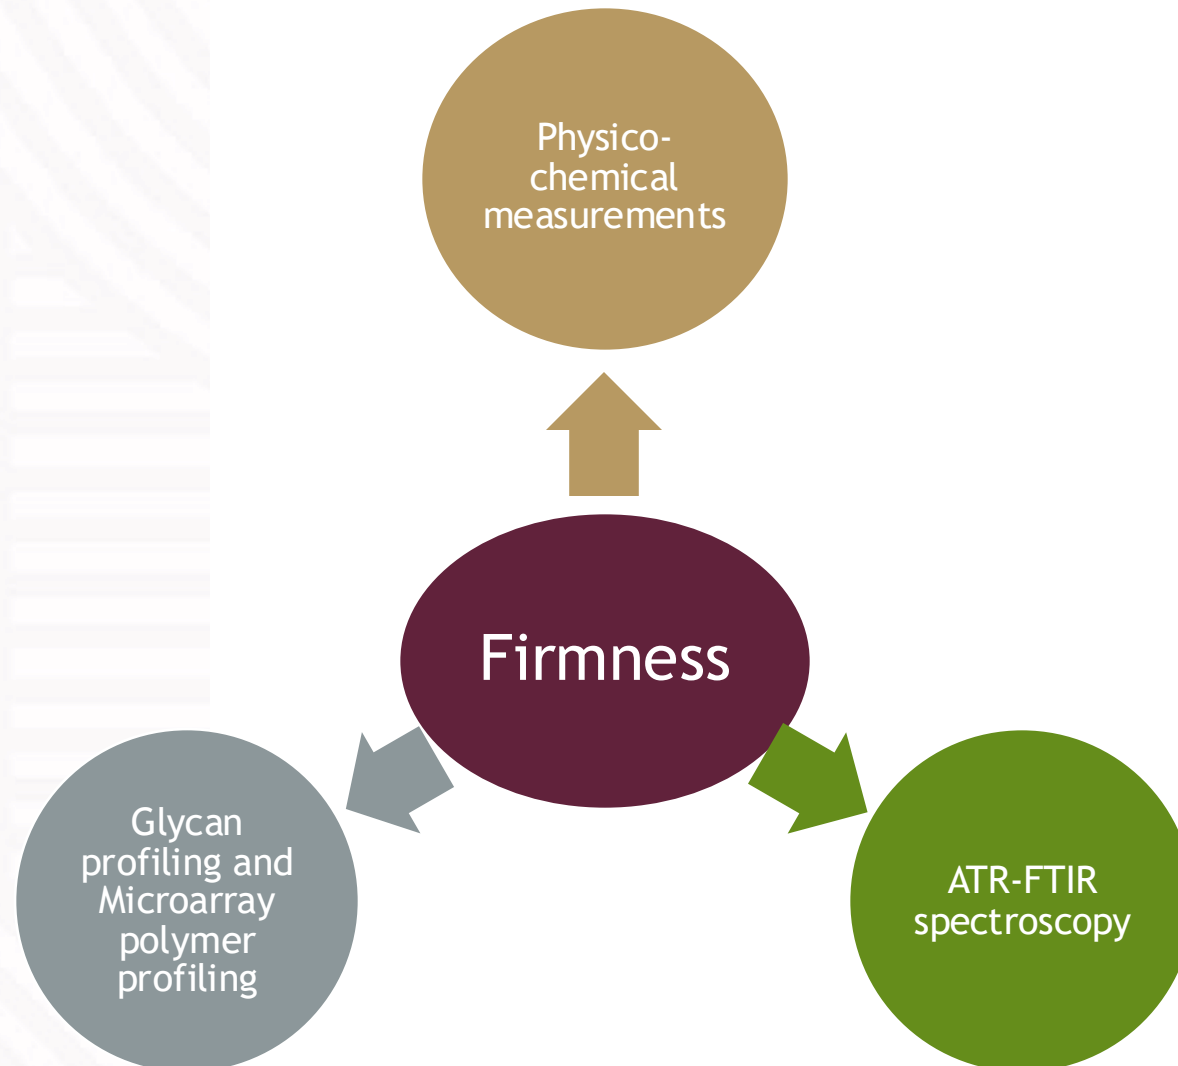 Physico-
chemical
measurements
Firmness
Glycan
profiling and
Microarray
polymer
profiling
ATR-FTIR
spectroscopy